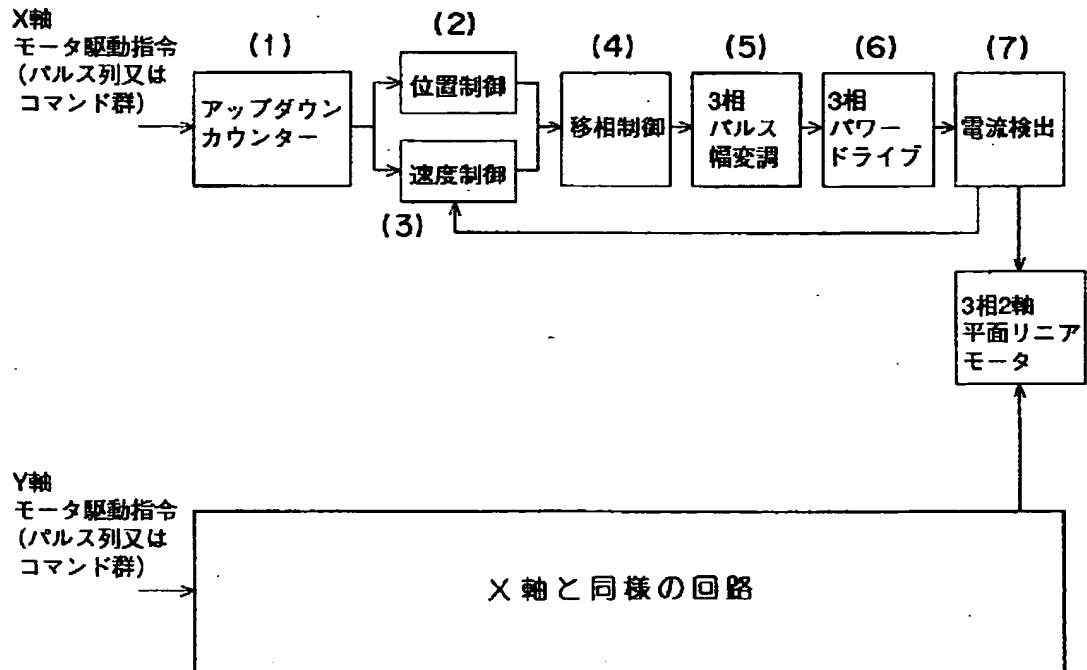 X軸
モータ駆動指令
(パルス列又は
コマンド群)
(1)
アップダウン
カウンター
(2)
位置制御
速度制御
(3)
(4)
移相制御
(5)
3相
パルス
幅変調
(6)
3相
パワー
ドライブ
(7)
電流検出
3相2軸
平面リニア
モータ
Y軸
モータ駆動指令
(パルス列又は
コマンド群)
X軸と同様の回路